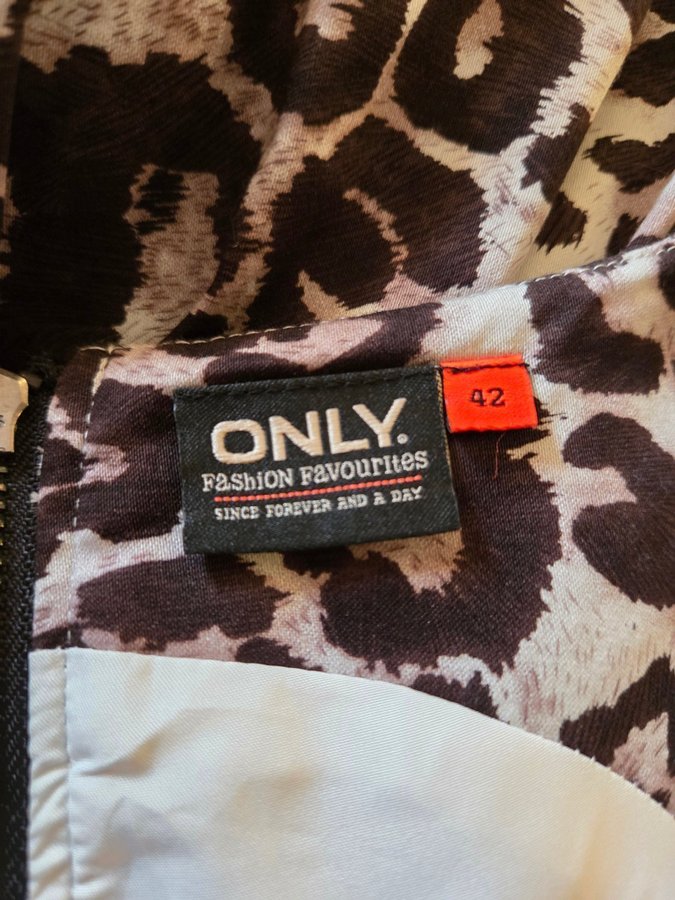 ONLY.
42
FaShiON FavourItes
SINCE FOREVER AND A DAY